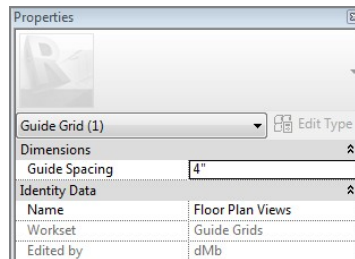 Properties
Guide Grid (1) Edit Type
Dimensions
Guide Spacing 4"
Identity Data
Name Floor Plan Views
Workset Guide Grids
Edited by dMb